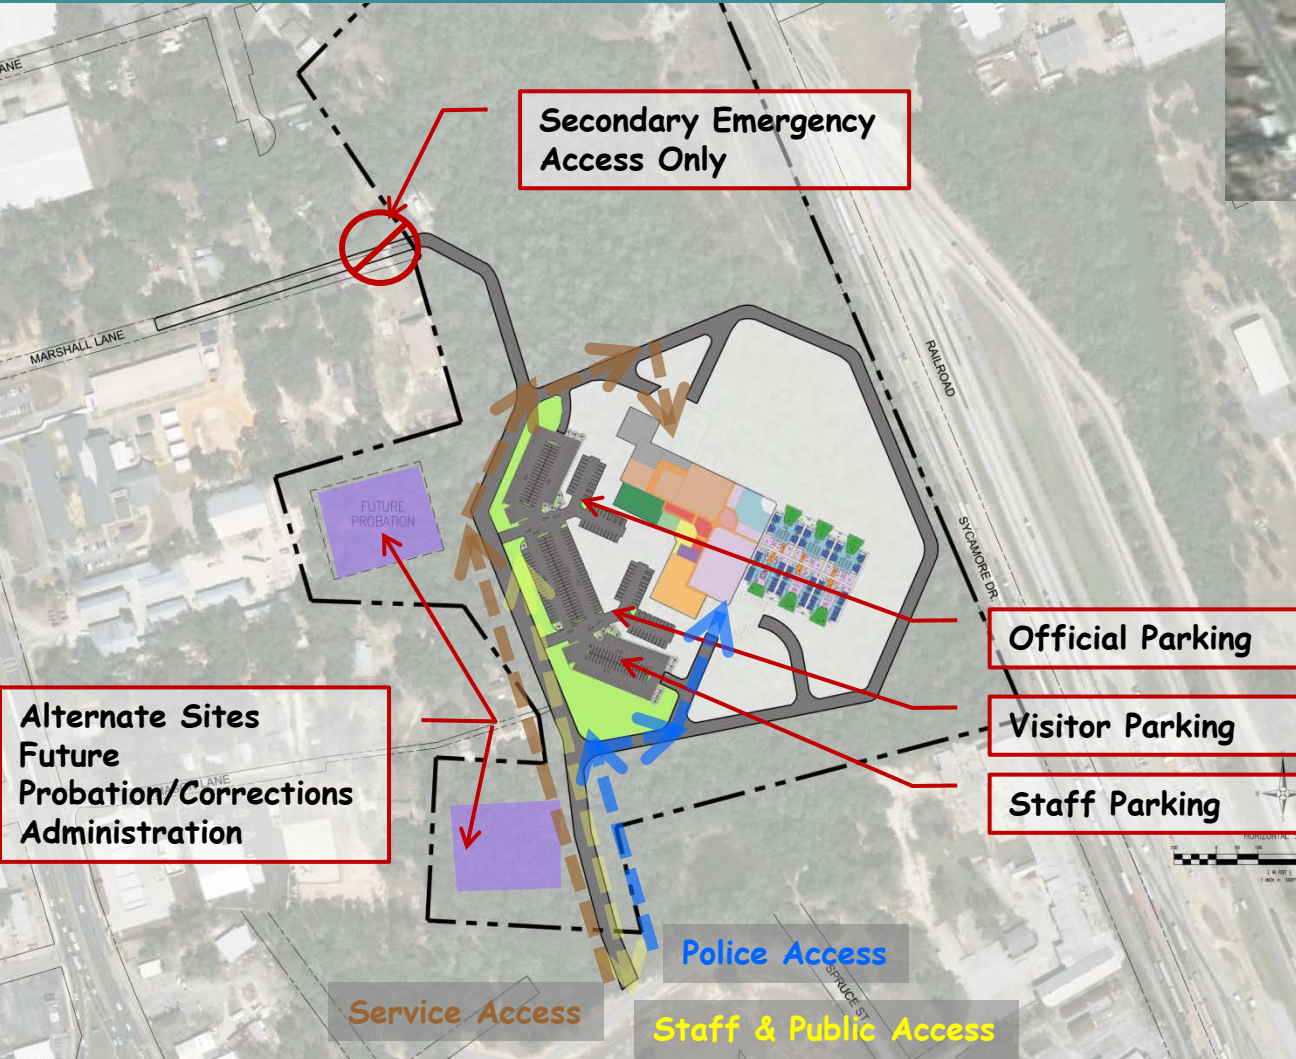 ANE
Secondary Emergency
Access Only
MARSHALL LANE
RAILROAD
FUTURE
PROBATION
SYCAMORE DR.
Official Parking
Visitor Parking
Staff Parking
Alternate Sites
Future
Probation/Corrections
Administration
LANE
W
Police Access
SPRUCE ST
Service Access
Staff & Public Access